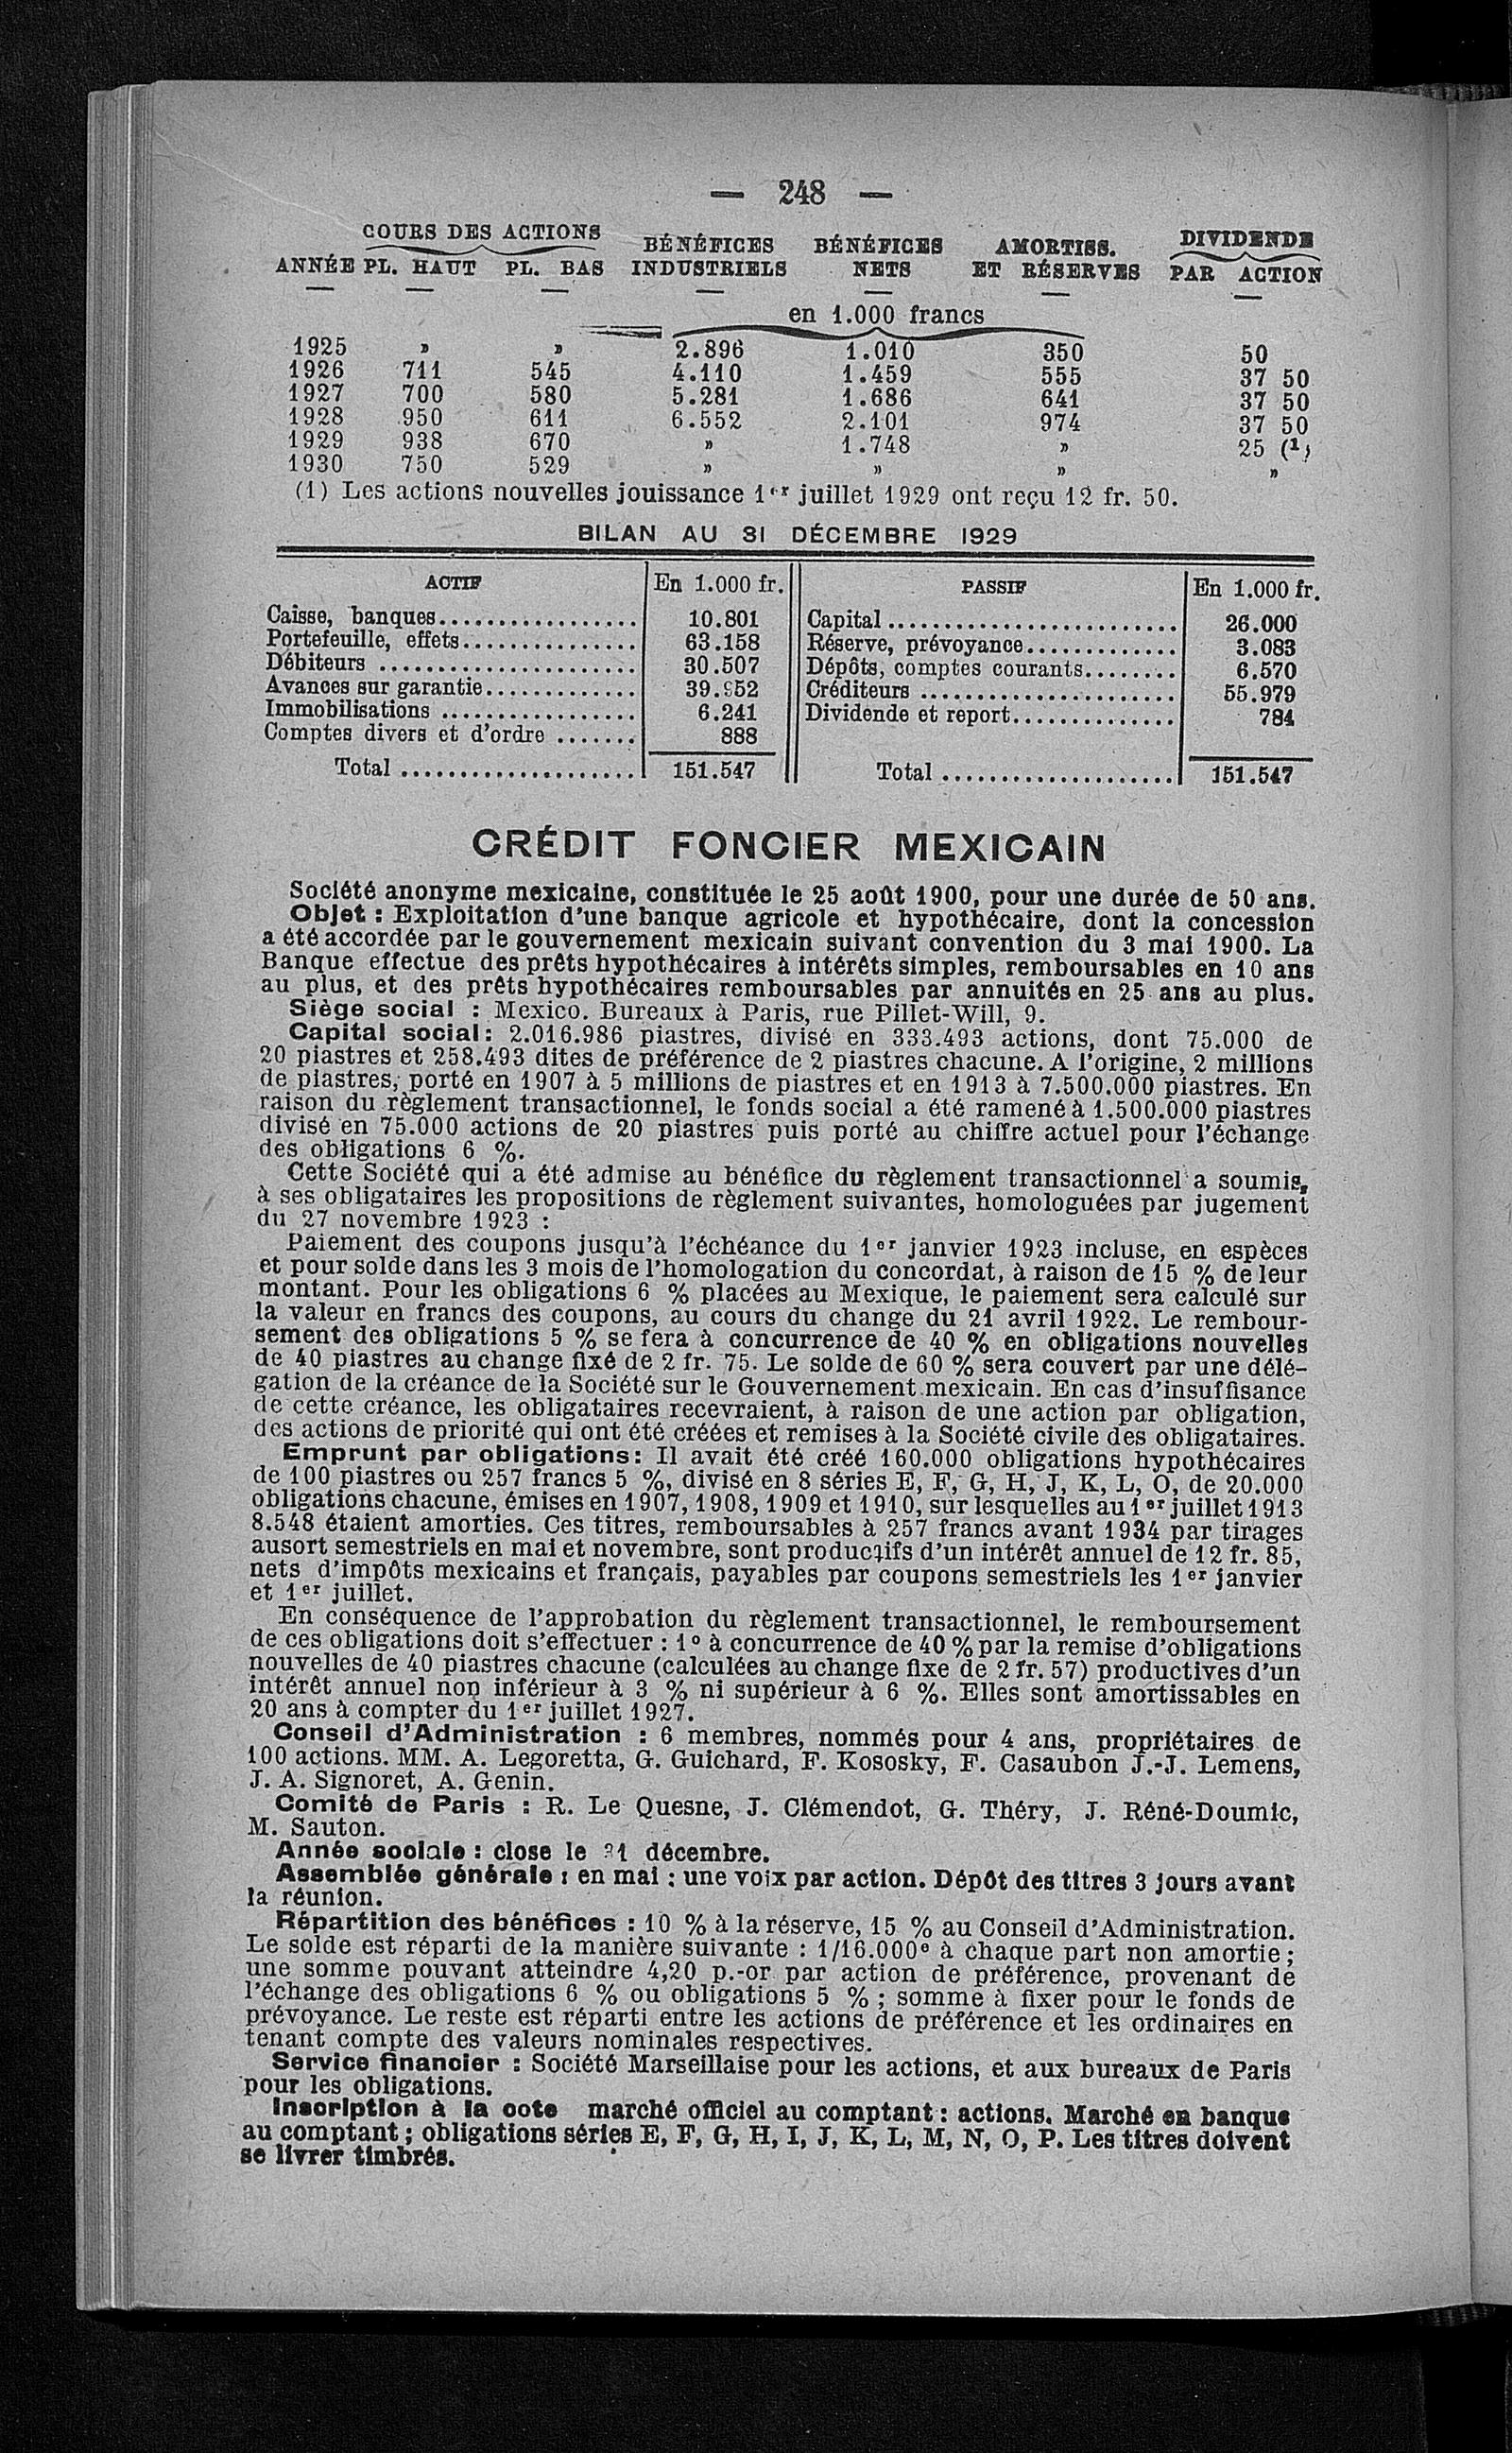 — 248 —
COURS DES ACTIONS BÉNÉFICES BÉNÉFICES AMORTISS. DIVIDENDE
ANNÉE PL. HAUT PL. BAS INDUSTRIELS NETS ET RÉSERVES PAR ACTION
en 1.000 francs
1925 » » 2.896 1.010 350 50
1926 711 545 4.110 1.459 555 37 50
1927 700 580 5.281 1.686 641 37 50
1928 950 611 6.552 2.101 974 37 50
1929 938 670 » 1.748 » 25 (1)
1930 750 529 » » » »
(1) Les actions nouvelles jouissance 1er juillet 1929 ont reçu 12 fr. 50.
BILAN AU 31 DÉCEMBRE 1929
ACTIF En 1.000 fr. PASSIF En 1.000 fr.
Caisse, banques................. 10.801 Capital......................... 26.000
Portefeuille, effets............... 63.158 Réserve, prévoyance............. 3.083
Débiteurs ...................... 30.507 Dépôts, comptes courants........ 6.570
Avances sur garantie............. Créditeurs ...................... 55.979
Immobilisations ................. 6.241 Dividende et report.............. 784
Comptes divers et d'ordre ....... 888
Total .................... 151.547 Total .................... 151.547
CRÉDIT FONCIER MEXICAIN
Société anonyme mexicaine, constituée le 25 août 1900, pour une durée de 50 ans.
Objet : Exploitation d'une banque agricole et hypothécaire, dont la concession
a été accordée par le gouvernement mexicain suivant convention du 3 mai 1900. La
Banque effectue des prêts hypothécaires à intérêts simples, remboursables en 10 ans
au plus, et des prêts hypothécaires remboursables par annuités en 25 ans au plus.
Siège social : Mexico. Bureaux à Paris, rue Pillet-Will, 9.
Capital social: 2.016.986 piastres, divisé en 333.493 actions, dont 75.000 de
20 piastres et 258.493 dites de préférence de 2 piastres chacune. A l'origine, 2 millions
de piastres, porté en 1907 à 5 millions de piastres et en 1913 à 7.500.000 piastres. En
raison du règlement transactionnel, le fonds social a été ramené à 1.500.000 piastres
divisé en 75.000 actions de 20 piastres puis porté au chiffre actuel pour l'échange
des obligations 6 %.
Cette Société qui a été admise au bénéfice du règlement transactionnel a soumis,
à ses obligataires les propositions de règlement suivantes, homologuées par jugement
du 27 novembre 1923 :
Paiement des coupons jusqu'à l'échéance du 1er janvier 1923 incluse, en espèces
et pour solde dans les 3 mois de l'homologation du concordat, à raison de 15 % de leur
montant. Pour les obligations 6 % placées au Mexique, le paiement sera calculé sur
la valeur en francs des coupons, au cours du change du 21 avril 1922. Le rembour-
sement des obligations 5 % se fera à concurrence de 40 % en obligations nouvelles
de 40 piastres au change fixé de 2 fr. 75. Le solde de 60 % sera couvert par une délé-
gation de la créance de la Société sur le Gouvernement mexicain. En cas d'insuffisance
de cette créance, les obligataires recevraient, à raison de une action par obligation,
des actions de priorité qui ont été créées et remises à la Société civile des obligataires.
Emprunt par obligations: Il avait été créé 160.000 obligations hypothécaires
de 100 piastres ou 257 francs 5 %, divisé en 8 séries E, F, G, H, J, K, L, O, de 20.000
obligations chacune, émises en 1907, 1908, 1909 et 1910, sur lesquelles au 1er juillet 1913
8.548 étaient amorties. Ces titres, remboursables à 257 francs avant 1934 par tirages
au sort semestriels en mai et novembre, sont productifs d'un intérêt annuel de 12 fr. 85,
nets d'impôts mexicains et français, payables par coupons semestriels les 1er janvier
et 1er juillet.
En conséquence de l'approbation du règlement transactionnel, le remboursement
de ces obligations doit s'effectuer : 1° à concurrence de 40 % par la remise d'obligations
nouvelles de 40 piastres chacune (calculées au change fixe de 2 fr. 57) productives d'un
intérêt annuel non inférieur à 3 % ni supérieur à 6 %. Elles sont amortissables en
20 ans à compter du 1er juillet 1927.
Conseil d'Administration : 6 membres, nommés pour 4 ans, propriétaires de
100 actions. MM. A. Legoretta, G. Guichard, F. Kososky, F. Casaubon J.-J. Lemens,
J. A. Signoret, A. Genin.
Comité de Paris : R. Le Quesne, J. Clémendot, G. Théry, J. Réné-Doumic,
M. Sauton.
Année sociale : close le 31 décembre.
Assemblée générale : en mai ; une voix par action. Dépôt des titres 3 jours avant
la réunion.
Répartition des bénéfices : 10 % à la réserve, 15 % au Conseil d'Administration.
Le solde est réparti de la manière suivante : 1/16.000e à chaque part non amortie ;
une somme pouvant atteindre 4,20 p.-or par action de préférence, provenant de
l'échange des obligations 6 % ou obligations 5 % ; somme à fixer pour le fonds de
prévoyance. Le reste est réparti entre les actions de préférence et les ordinaires en
tenant compte des valeurs nominales respectives.
Service financier : Société Marseillaise pour les actions, et aux bureaux de Paris
pour les obligations.
Inscription à la cote marché officiel au comptant : actions. Marché en banque
au comptant ; obligations séries E, F, G, H, I, J, K, L, M, N, O, P. Les titres doivent
se livrer timbrés.